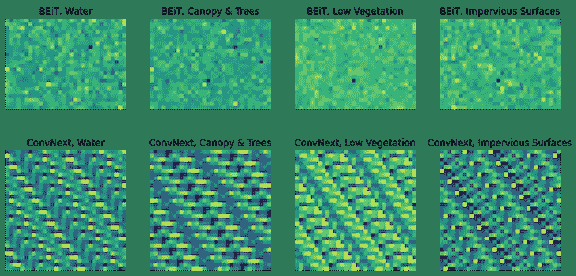 BEiT, Water
BEiT, Canopy & Trees
BEiT, Low Vegetation
BEiT, Impervious Surfaces
ConvNext, Water
ConvNext, Canopy & Trees
ConvNext, Low Vegetation
ConvNext, Impervious Surfaces